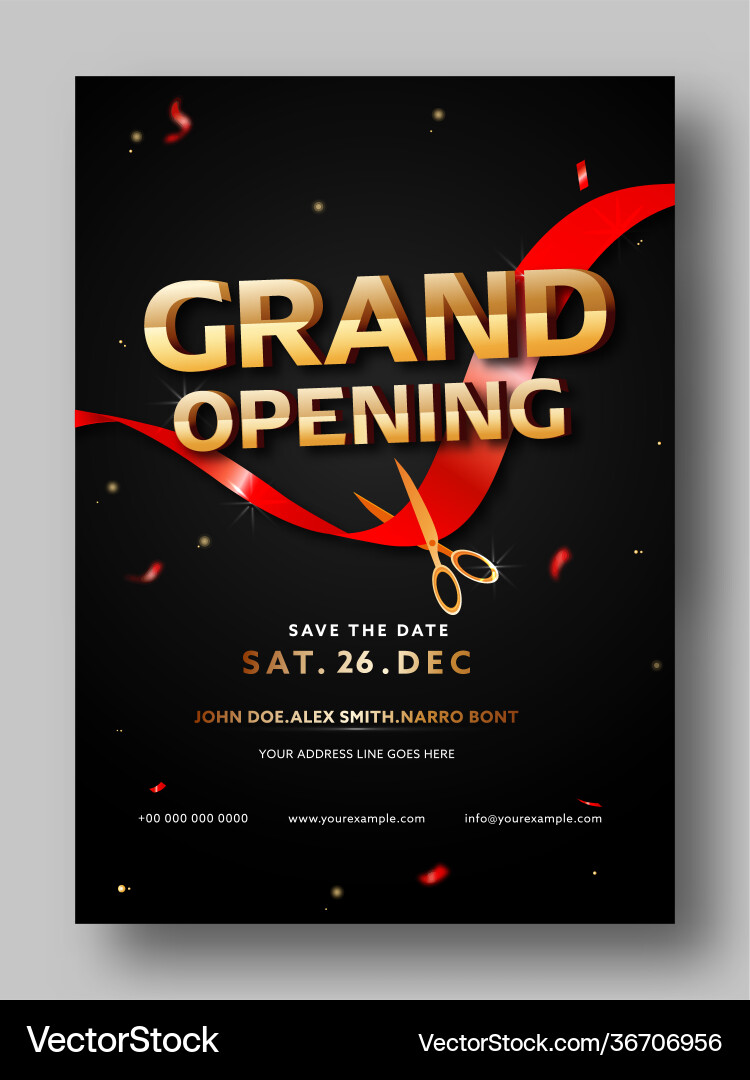 GRAND
OPENING
SAVE THE DATE
SAT. 26. DEC
JOHN DOE.ALEX SMITH.NARRO BONT
YOUR ADDRESS LINE GOES HERE
+00 000 000 0000 www.yourexample.com info@yourexample.com
VectorStock VectorStock.com/36706956